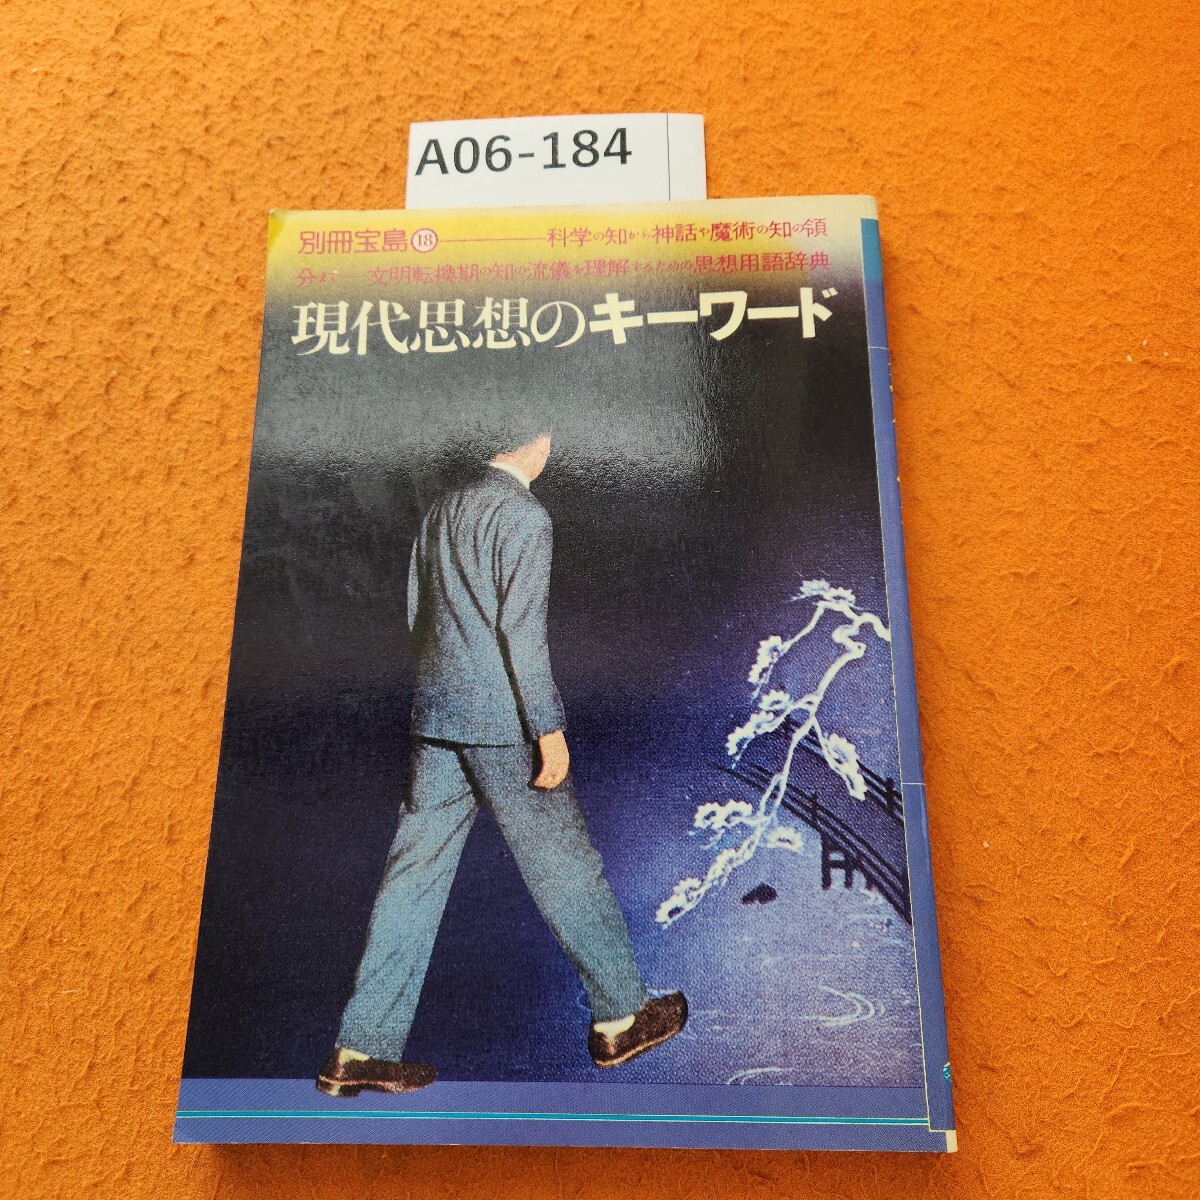 A06-184
別冊宝島⑱―科学の知から神話や魔術の知の領
分まで 文明転換期の知の流儀を理解するための思想用語辞典
現代思想のキーワード